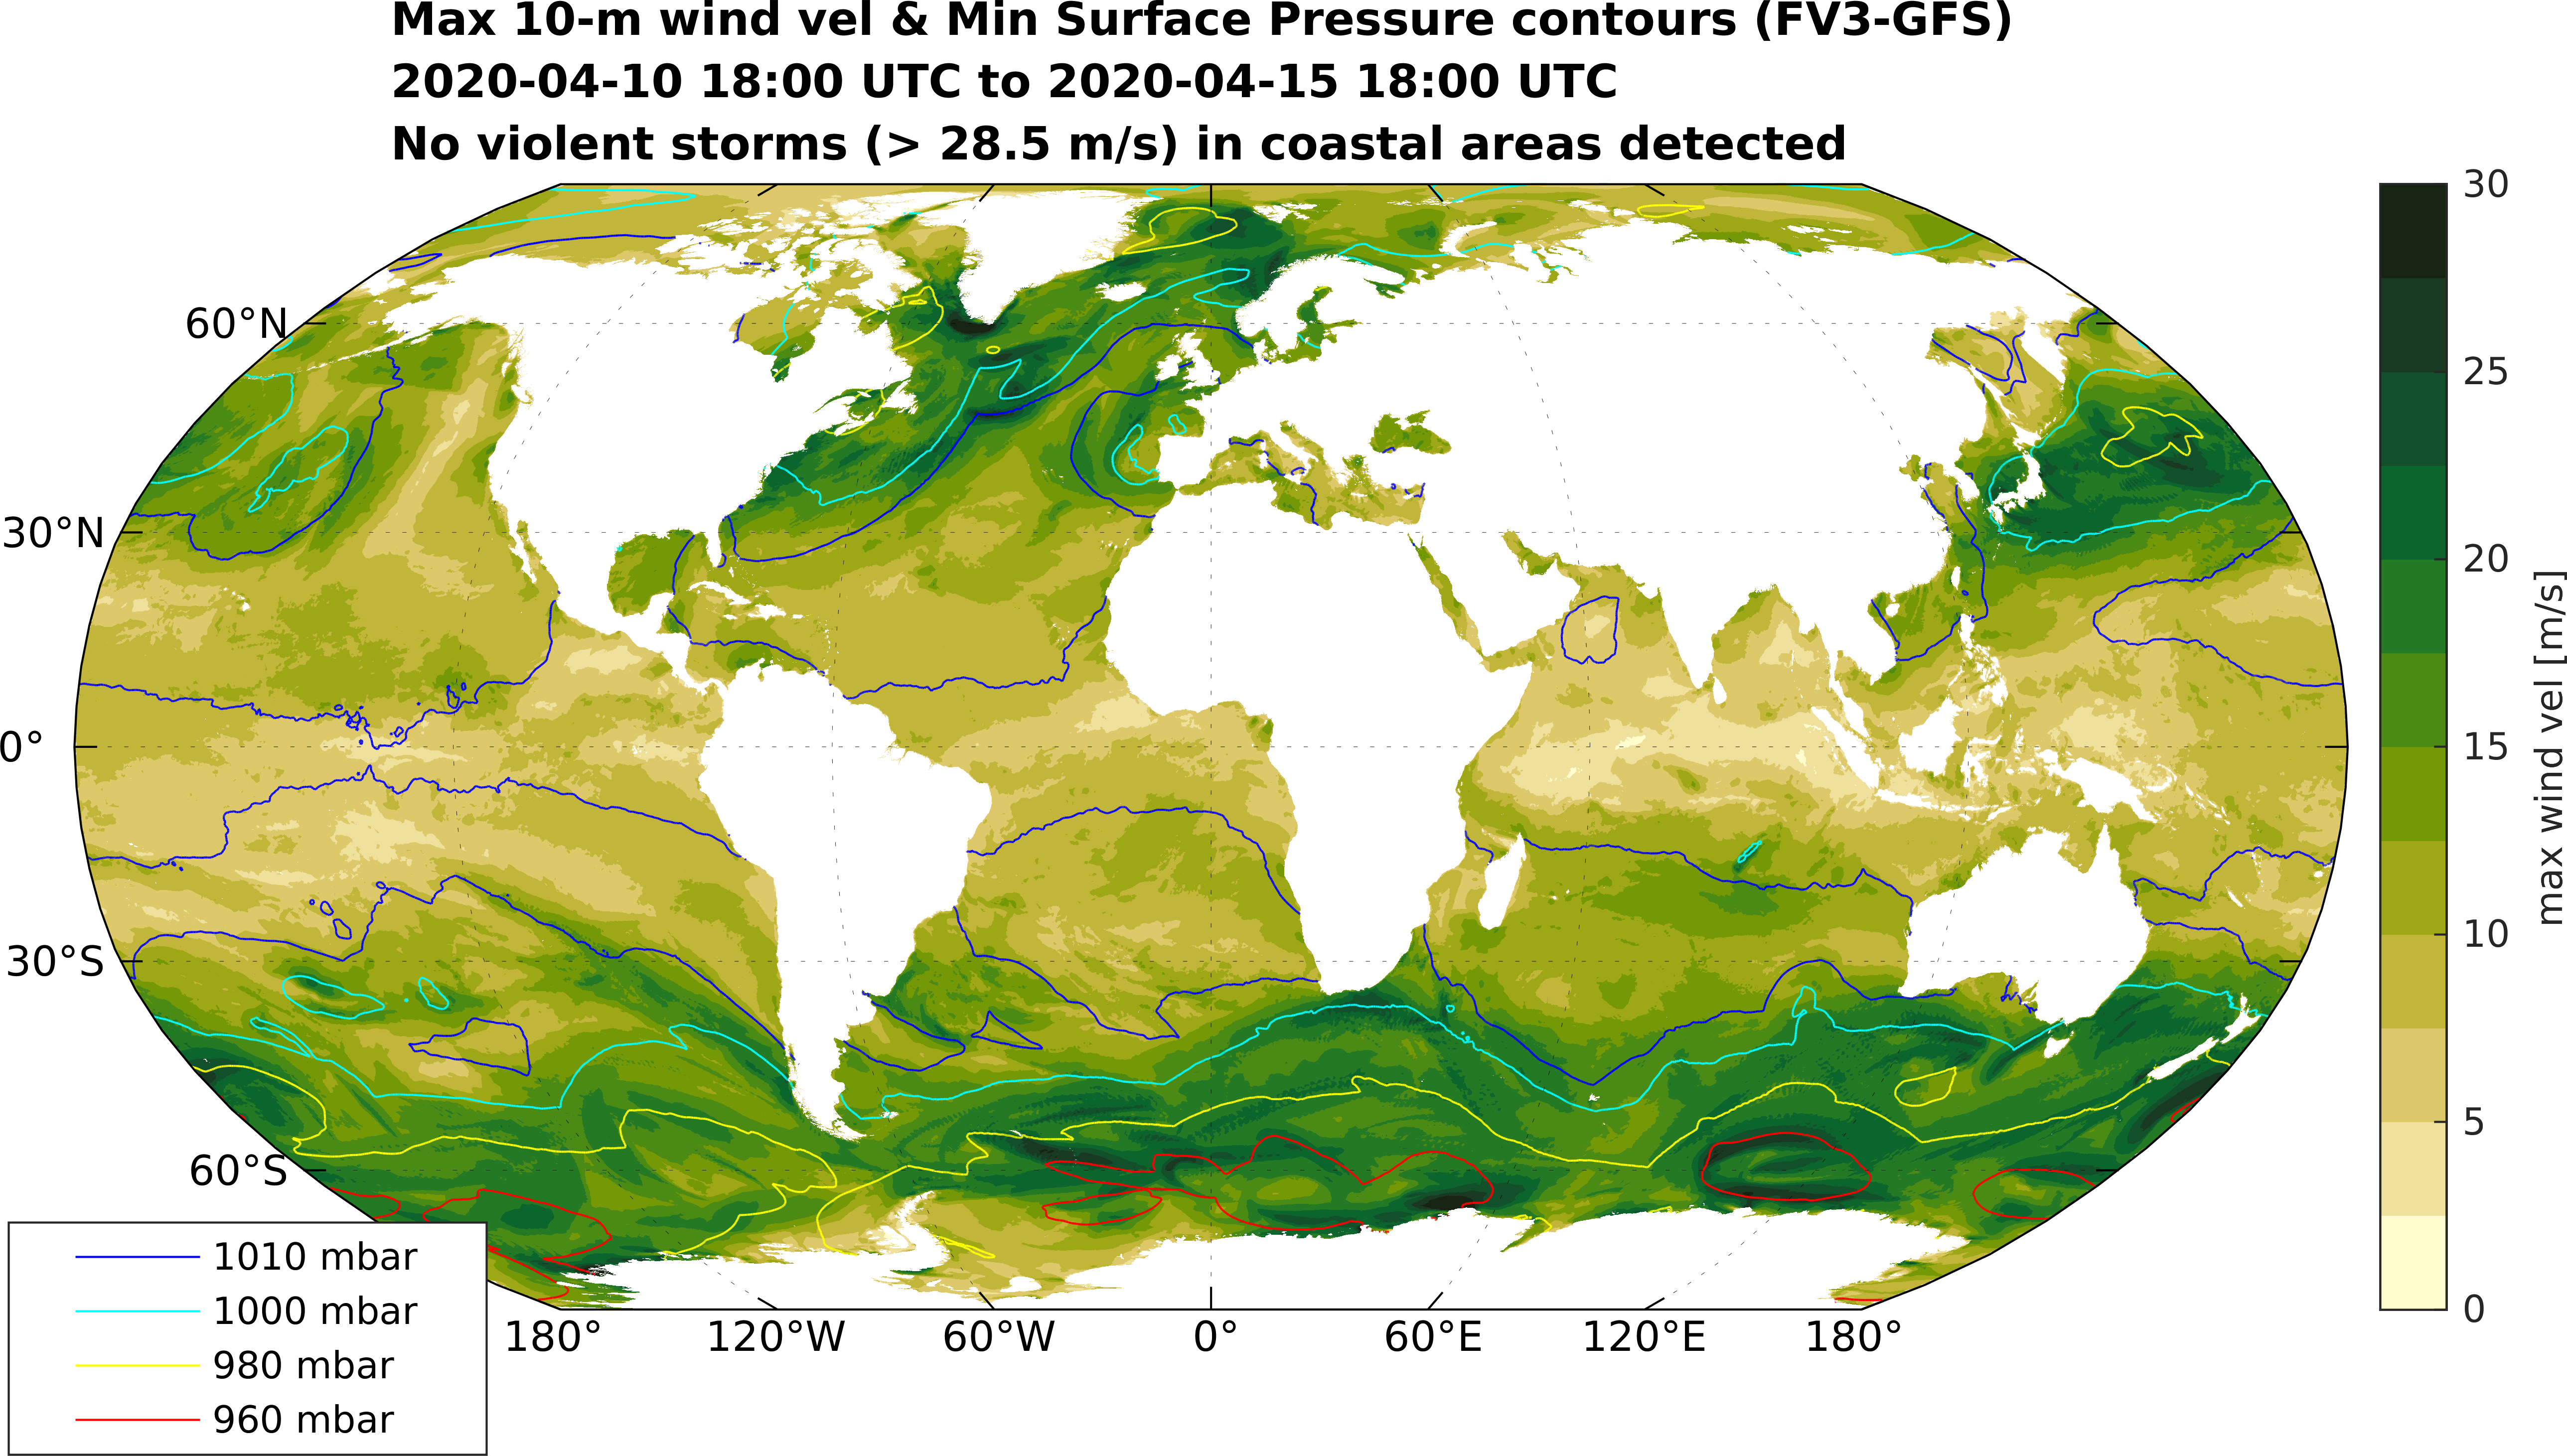 Max 10-m wind vel & Min Surface Pressure contours (FV3-GFS)
2020-04-10 18:00 UTC to 2020-04-15 18:00 UTC
No violent storms (> 28.5 m/s) in coastal areas detected
60°N
30°N
0°
30°S
60°S
180°
120°W
60°W
0°
60°E
120°E
180°
1010 mbar
1000 mbar
980 mbar
960 mbar
30
25
20
15
10
5
0
max wind vel [m/s]